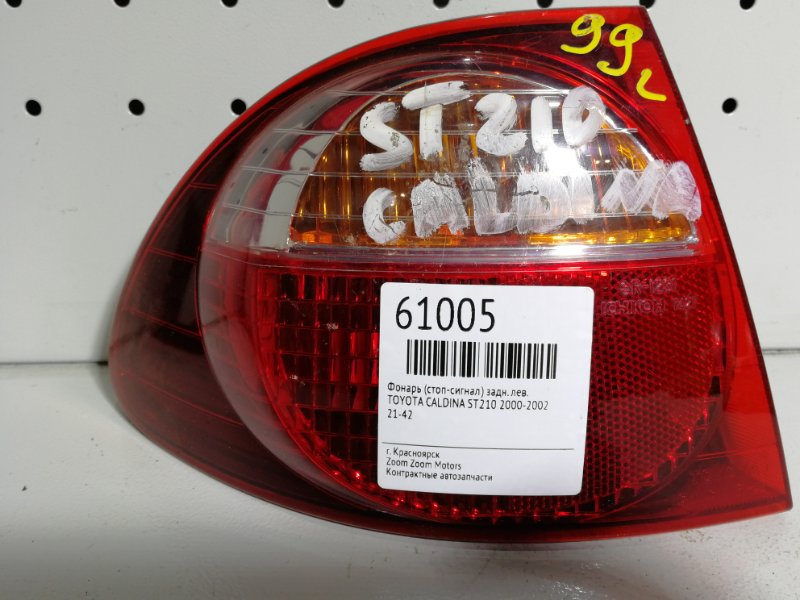 99 L
ST210
CALDINA
61005
Фонарь (стоп-сигнал) задн. лев.
TOYOTA CALDINA ST210 2000-2002
21-42
г. Красноярск
Zoom Zoom Motors
Контрактные автозапчасти